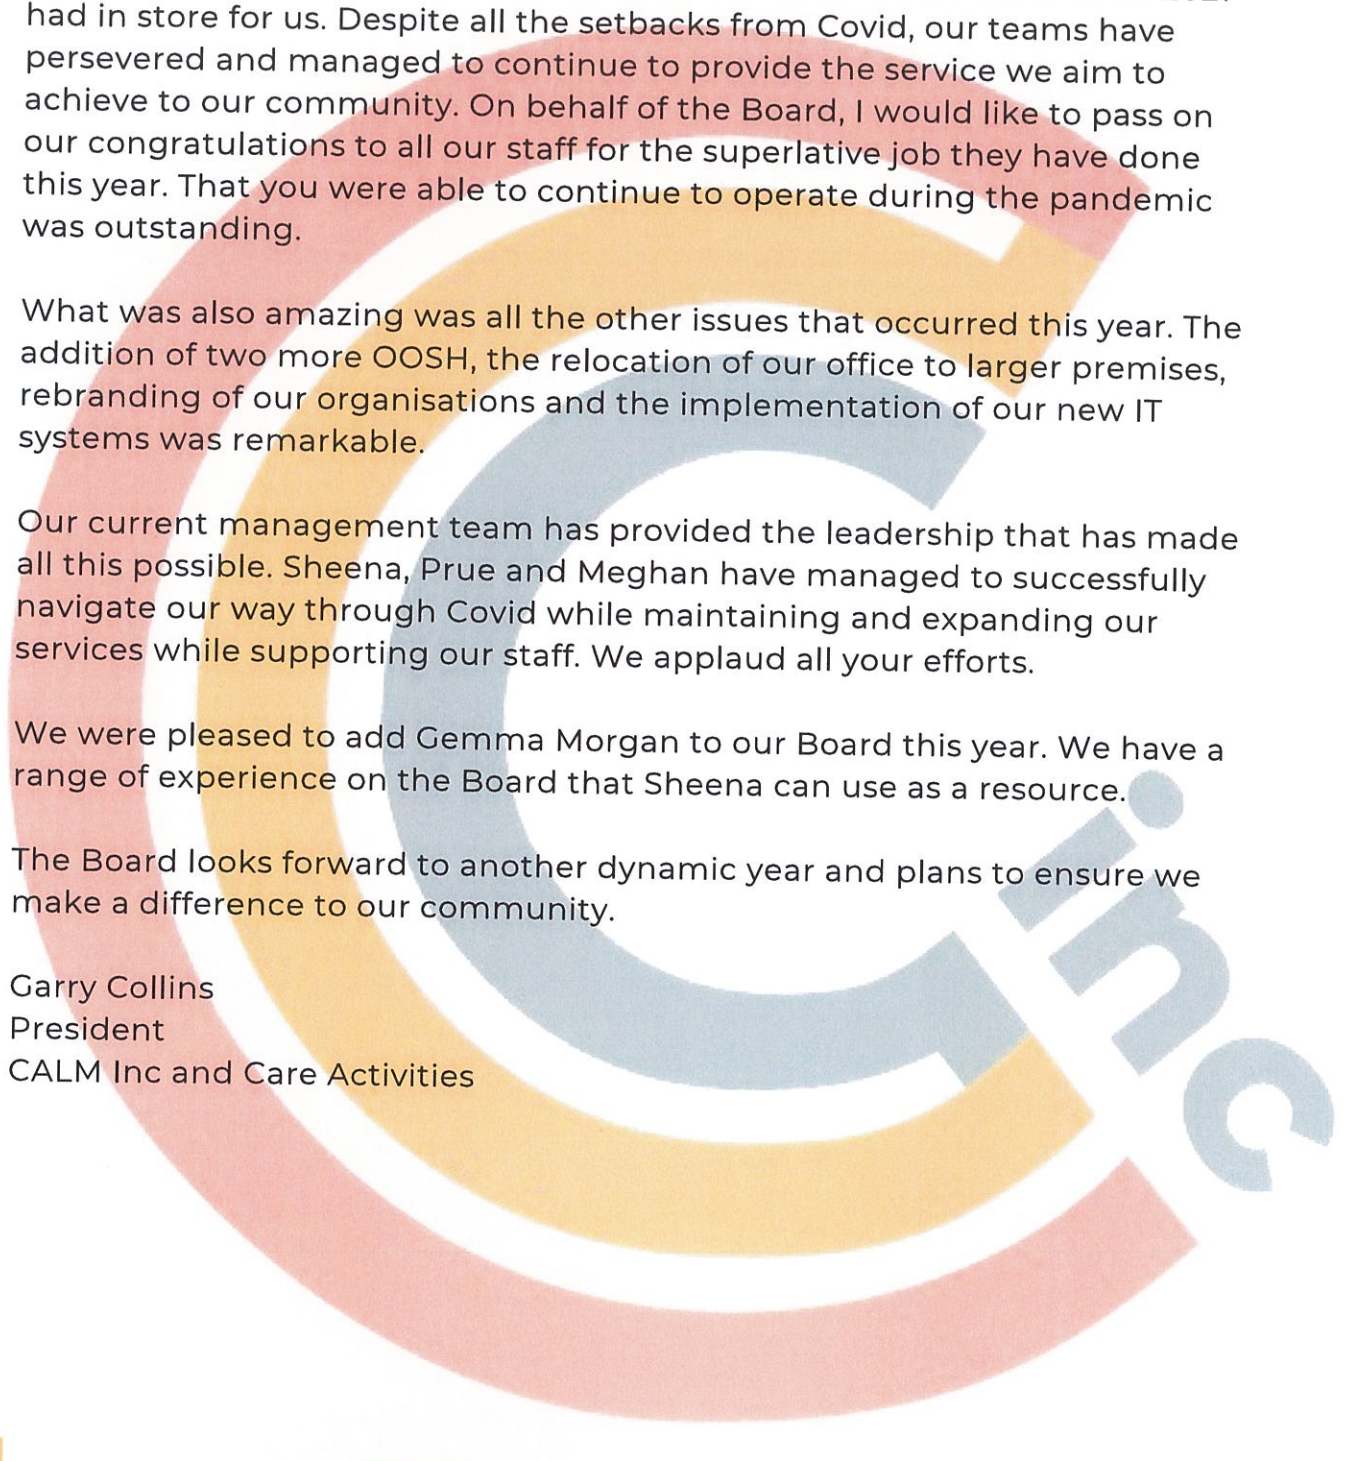 had in store for us. Despite all the setbacks from Covid, our teams have
persevered and managed to continue to provide the service we aim to
achieve to our community. On behalf of the Board, I would like to pass on
our congratulations to all our staff for the superlative job they have done
this year. That you were able to continue to operate during the pandemic
was outstanding.
What was also amazing was all the other issues that occurred this year. The
addition of two more OOSH, the relocation of our office to larger premises,
rebranding of our organisations and the implementation of our new IT
systems was remarkable.
Our current management team has provided the leadership that has made
all this possible. Sheena, Prue and Meghan have managed to successfully
navigate our way through Covid while maintaining and expanding our
services while supporting our staff. We applaud all your efforts.
We were pleased to add Gemma Morgan to our Board this year. We have a
range of experience on the Board that Sheena can use as a resource.
The Board looks forward to another dynamic year and plans to ensure we
make a difference to our community.
Garry Collins
President
CALM Inc and Care Activities
inc